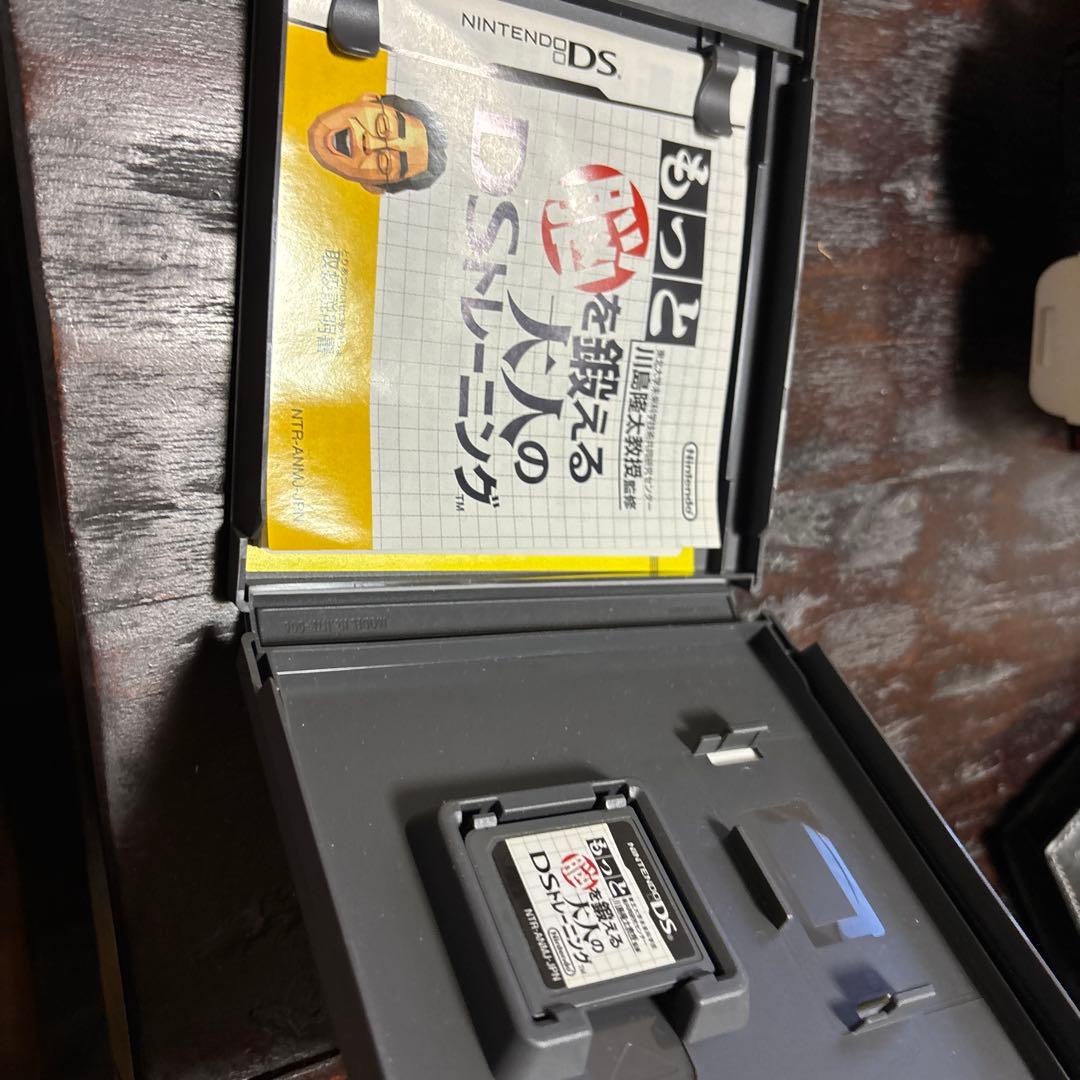 NINTENDO DS
もっと
東北大学未来科学技術共同研究センター
川島隆太教授 監修
脳を鍛える
大人の
DSトレーニング™
Nintendo
取扱説明書
NTR-ANMJ-JPN
NINTENDO DS
もっと
脳を鍛える
大人の
DSトレーニング™
Nintendo
NTR-ANMJ-JPN